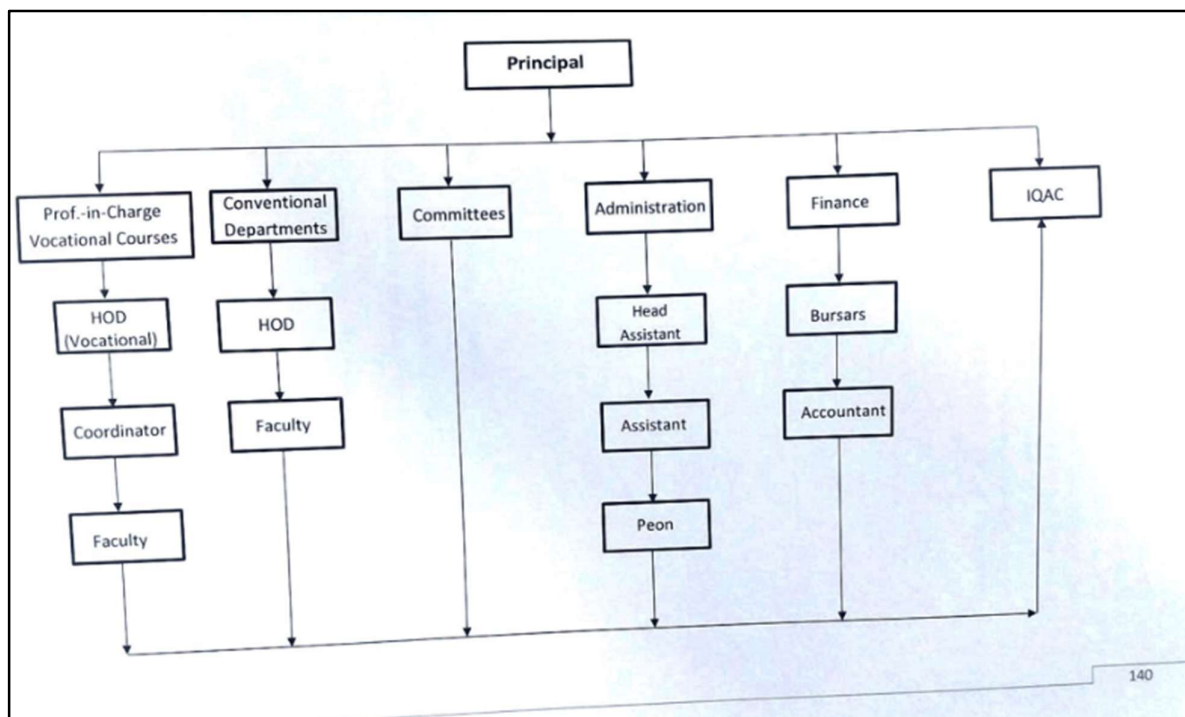 Principal
Prof.-in-Charge
Vocational Courses
Conventional
Departments
Committees
Administration
Finance
IQAC
HOD
(Vocational)
HOD
Head
Assistant
Bursars
Coordinator
Faculty
Assistant
Accountant
Faculty
Peon
140